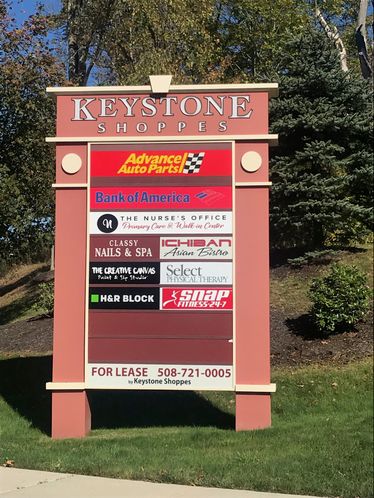 KEYSTONE
SHOPPES
Advance
Auto Parts
Bank of America
N THE NURSE'S OFFICE
Primary Care & Walk-in Center
CLASSY
NAILS & SPA
ICHIBAN
Asian Bistro
THE CREATIVE CANVAS
Paint & Sip Studio
Select
PHYSICAL THERAPY
H&R BLOCK
SNAP
FITNESS·24-7
FOR LEASE 508-721-0005
by Keystone Shoppes